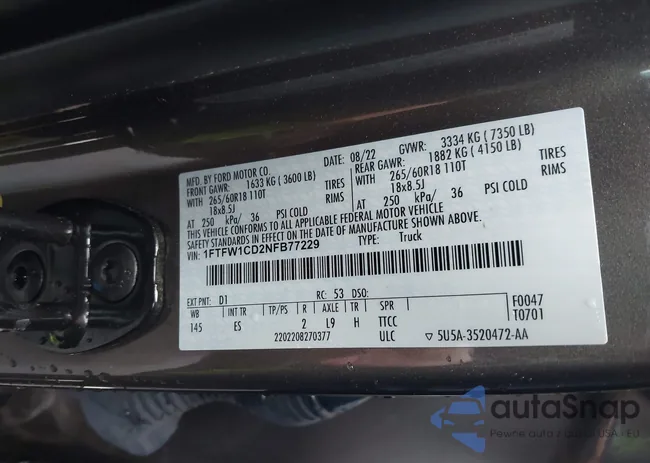 MFD. BY FORD MOTOR CO.
08/22
GVWR: 3334 KG ( 7350 LB)
FRONT GAWR: 1633 KG (3600 LB)
REAR GAWR: 1882 KG ( 4150 LB)
265/60R18 110T TIRES
WITH 265/60R18 110T TIRES
18x8.5J RIMS
WITH 18x8.5J RIMS
AT 250 kPa/ 36 PSI COLD
AT 250 kPa/ 36 PSI COLD
THIS VEHICLE CONFORMS TO ALL APPLICABLE FEDERAL MOTOR VEHICLE
SAFETY STANDARDS IN EFFECT ON THE DATE OF MANUFACTURE SHOWN ABOVE.
VIN: 1FTFW1CD2NFB77229
TYPE: Truck
EXT PNT: D1 RC: 53 DSO: F0047
WB INT TR TP/PS R AXLE TR SPR T0701
145 ES 2 L9 H TTCC
2202208270377 ULC 5U5A-3520472-AA
autoSnap
Pewne auta z USA - EU